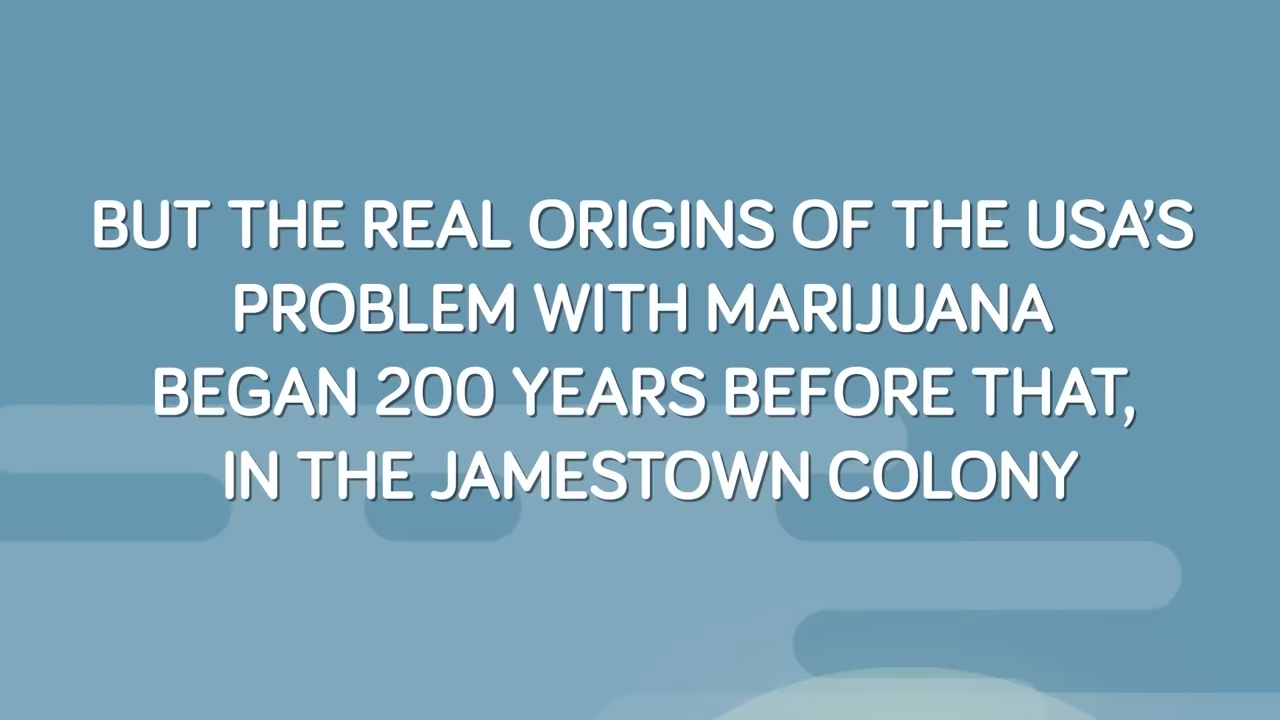 BUT THE REAL ORIGINS OF THE USA’S
PROBLEM WITH MARIJUANA
BEGAN 200 YEARS BEFORE THAT,
IN THE JAMESTOWN COLONY